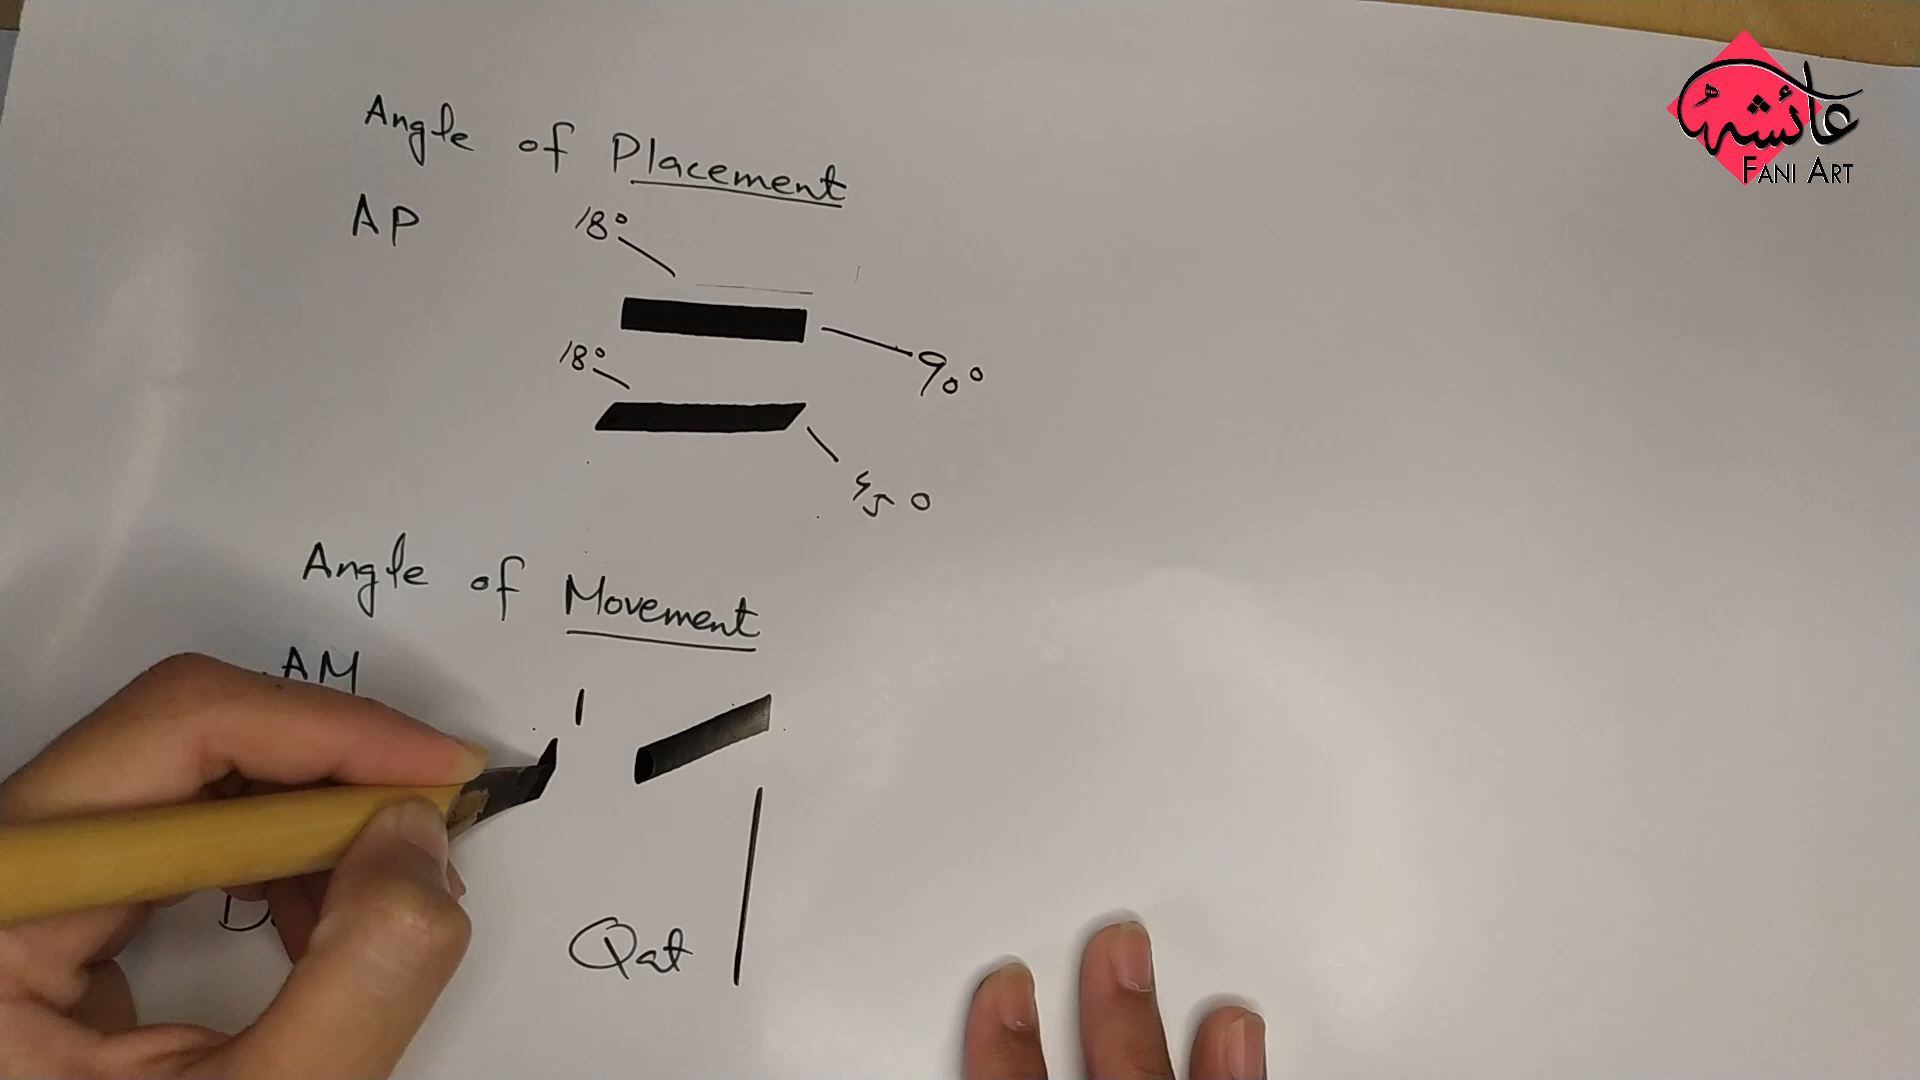 Angle of Placement
AP
18°
90°
18°
45°
Angle of Movement
AM
Qat
عائشہ
FANI ART